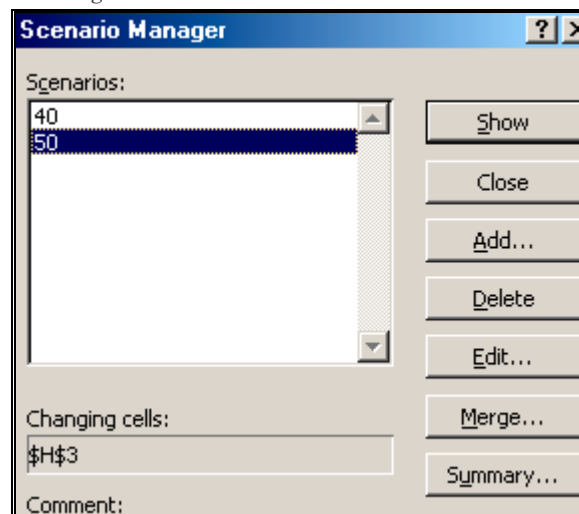 Scenario Manager
Scenarios:
40
50
Show
Close
Add...
Delete
Edit...
Changing cells:
Merge...
$H$3
Summary...
Comment: